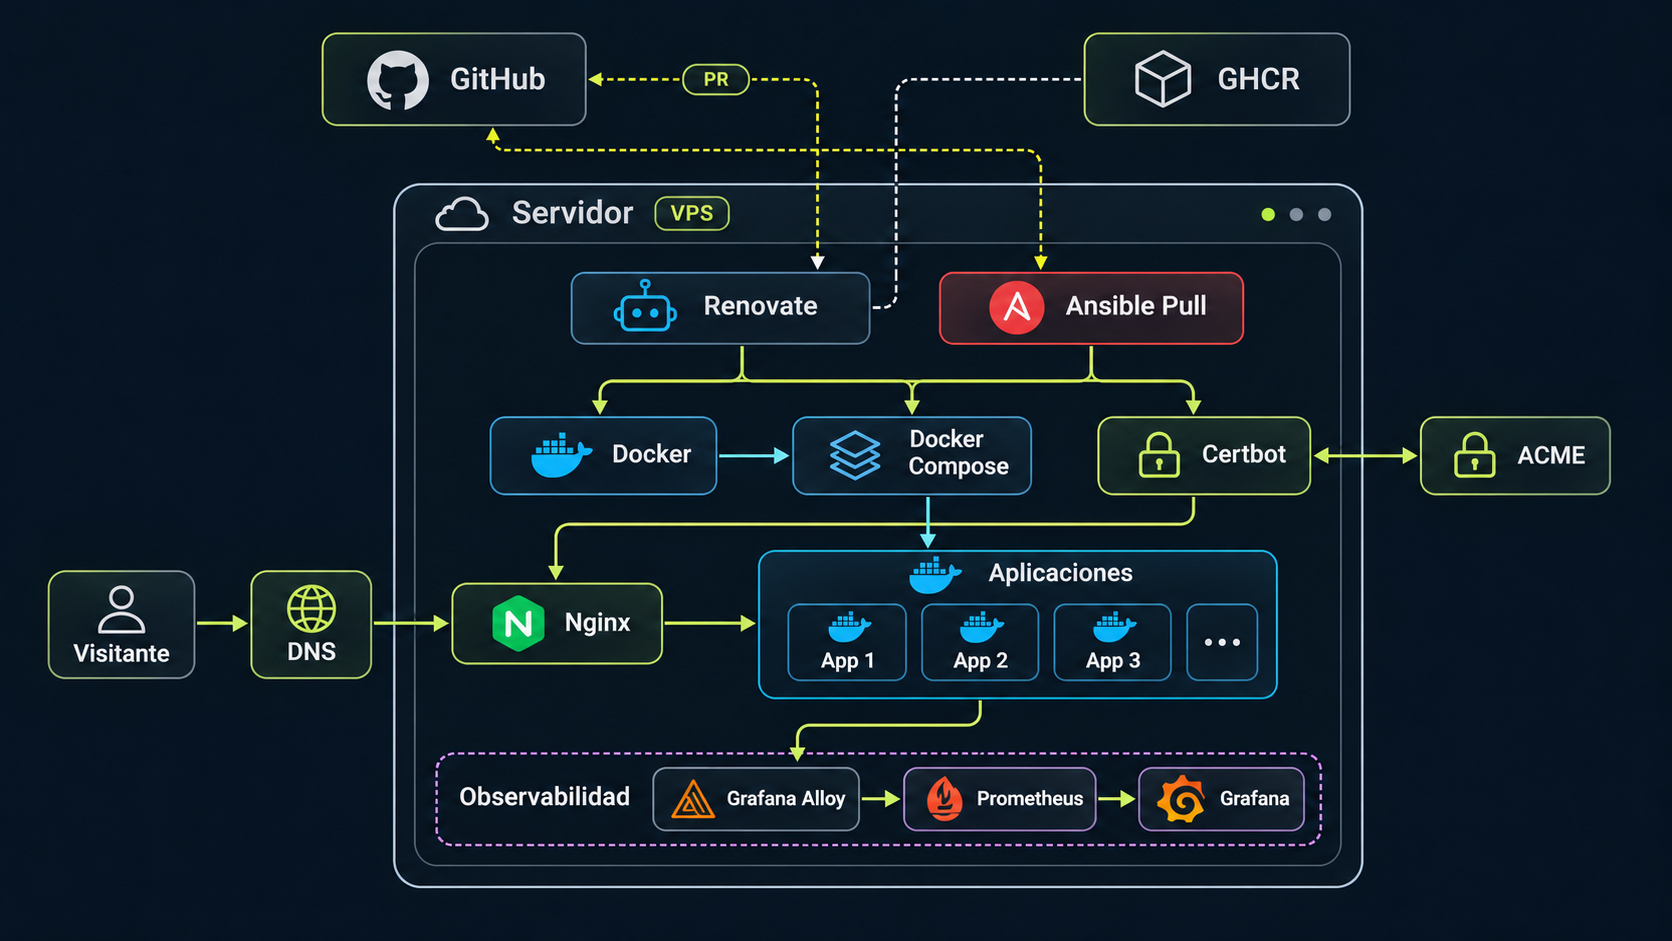 GitHub
PR
GHCR
Servidor
VPS
Renovate
Ansible Pull
Docker
Docker
Compose
Certbot
ACME
Visitante
DNS
Nginx
Aplicaciones
App 1
App 2
App 3
...
Observabilidad
Grafana Alloy
Prometheus
Grafana